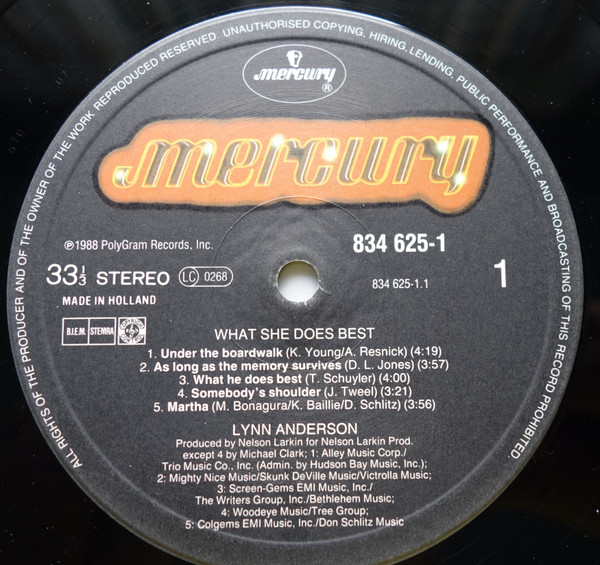 ALL RIGHTS OF THE PRODUCER AND OF THE OWNER OF THE WORK REPRODUCED RESERVED. UNAUTHORISED COPYING, HIRING, LENDING, PUBLIC PERFORMANCE AND BROADCASTING OF THIS RECORD PROHIBITED.
mercury
®
mercury
℗1988 PolyGram Records, Inc.
834 625-1
33⅓ STEREO LC 0268
834 625-1.1
1
MADE IN HOLLAND
B.I.E.M. STEMRA
WHAT SHE DOES BEST
1. Under the boardwalk (K. Young/A. Resnick) (4:19)
2. As long as the memory survives (D. L. Jones) (3:57)
3. What he does best (T. Schuyler) (4:00)
4. Somebody's shoulder (J. Tweel) (3:21)
5. Martha (M. Bonagura/K. Baillie/D. Schlitz) (3:56)
LYNN ANDERSON
Produced by Nelson Larkin for Nelson Larkin Prod.
except 4 by Michael Clark; 1: Alley Music Corp./
Trio Music Co., Inc. (Admin. by Hudson Bay Music, Inc.);
2: Mighty Nice Music/Skunk DeVille Music/Victrolla Music;
3: Screen-Gems EMI Music, Inc./
The Writers Group, Inc./Bethlehem Music;
4: Woodeye Music/Tree Group;
5: Colgems EMI Music, Inc./Don Schlitz Music